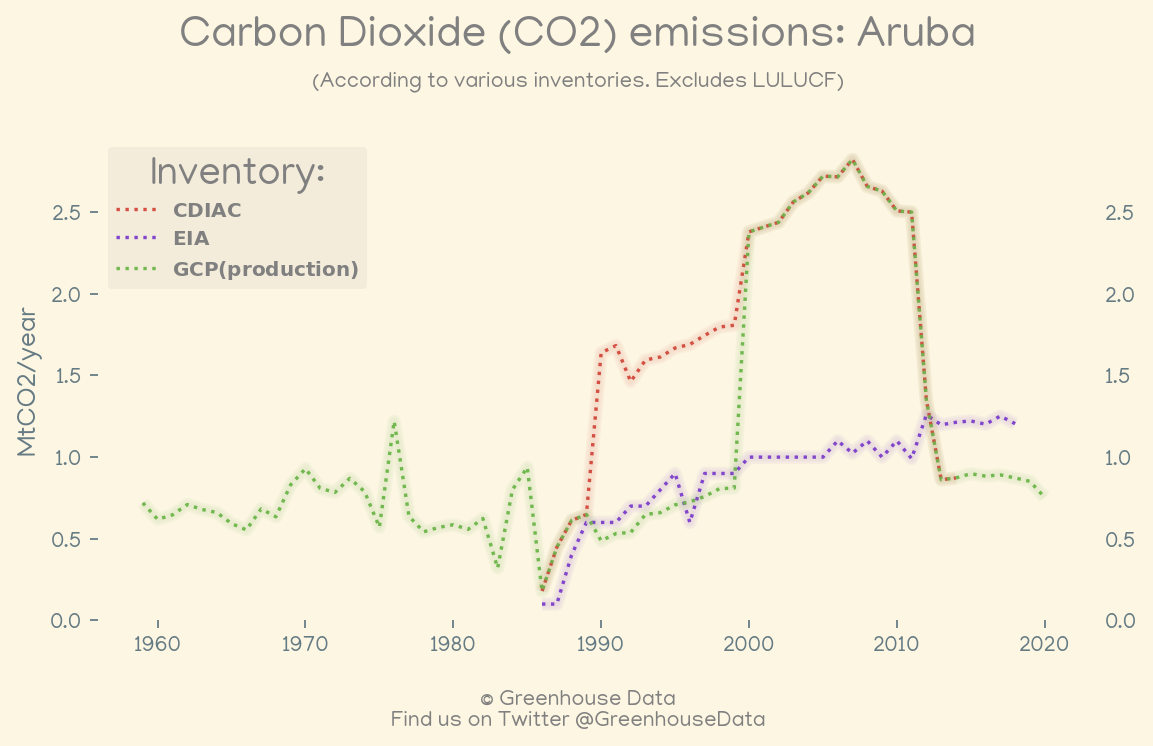 Carbon Dioxide (CO2) emissions: Aruba
(According to various inventories. Excludes LULUCF)
Inventory:
CDIAC
EIA
GCP(production)
MtCO2/year
2.5
2.0
1.5
1.0
0.5
0.0
2.5
2.0
1.5
1.0
0.5
0.0
1960 1970 1980 1990 2000 2010 2020
© Greenhouse Data
Find us on Twitter @GreenhouseData